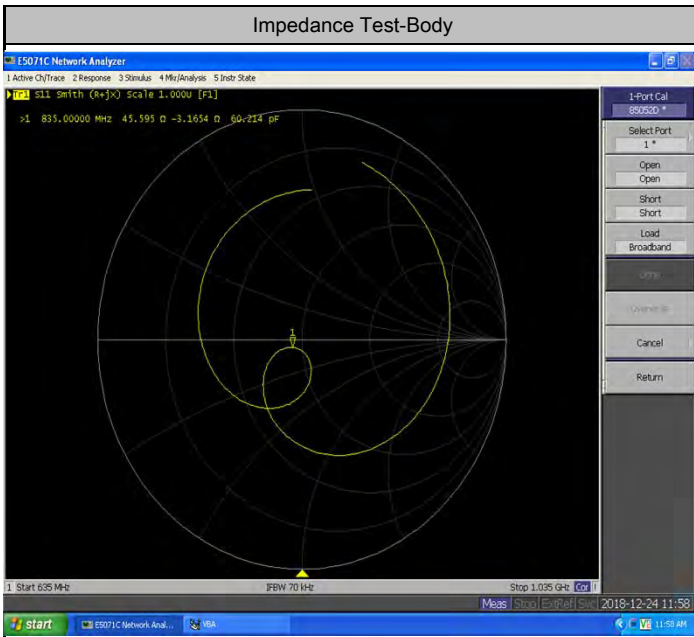 Impedance Test-Body
E5071C Network Analyzer
1 Active Ch/Trace 2 Response 3 Stimulus 4 Mkr/Analysis 5 Instr State
Tr1 S11 Smith (R+jX) Scale 1.000U [F1]
>1 835.00000 MHz 45.595 Ω -3.1654 Ω 60.214 pF
1
1-Port Cal
85052D *
Select Port
1 *
Open
Open
Short
Short
Load
Broadband
Done
Cancel
Return
1 Start 635 MHz IFBW 70 kHz Stop 1.035 GHz Cor
Meas Stop ExtRef Svc 2018-12-24 11:58
start E5071C Network Anal... VBA 11:58 AM